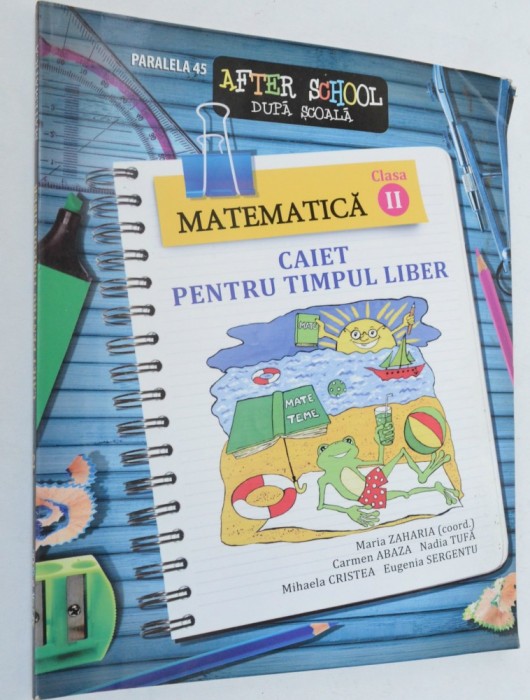 PARALELA 45
AFTER SCHOOL
DUPĂ ȘCOALĂ
Clasa
II
MATEMATICĂ
CAIET
PENTRU TIMPUL LIBER
MATE
MATE
TEME
Maria ZAHARIA (coord.)
Carmen ABAZA Nadia TUFĂ
Mihaela CRISTEA Eugenia SERGENTU